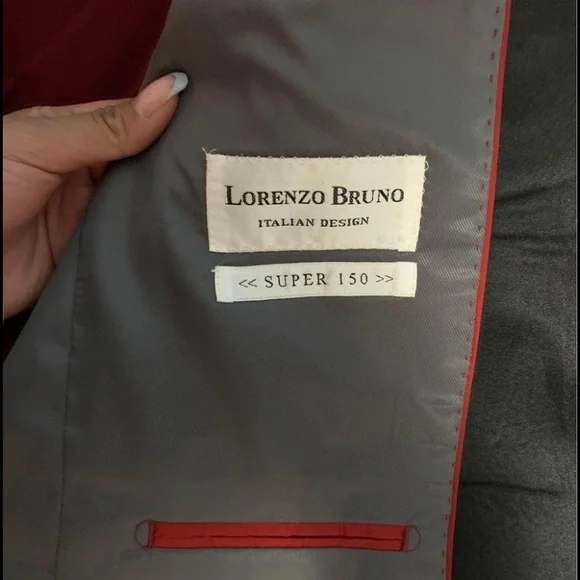 LORENZO BRUNO
ITALIAN DESIGN
<< SUPER 150 >>